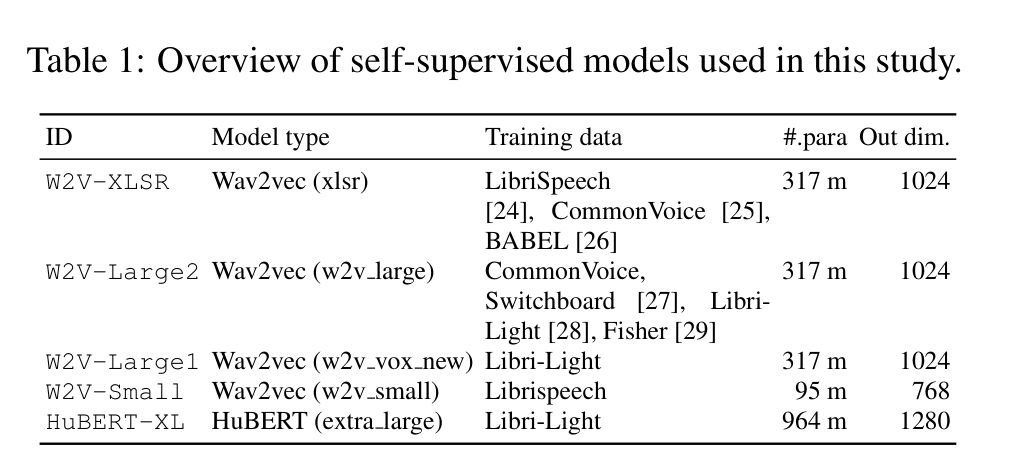 Table 1: Overview of self-supervised models used in this study.
ID Model type Training data #.para Out dim.
W2V-XLSR Wav2vec (xlsr) LibriSpeech 317 m 1024
[24], CommonVoice [25],
BABEL [26]
W2V-Large2 Wav2vec (w2v_large) CommonVoice, 317 m 1024
Switchboard [27], Libri-
Light [28], Fisher [29]
W2V-Large1 Wav2vec (w2v_vox_new) Libri-Light 317 m 1024
W2V-Small Wav2vec (w2v_small) Librispeech 95 m 768
HuBERT-XL HuBERT (extra_large) Libri-Light 964 m 1280